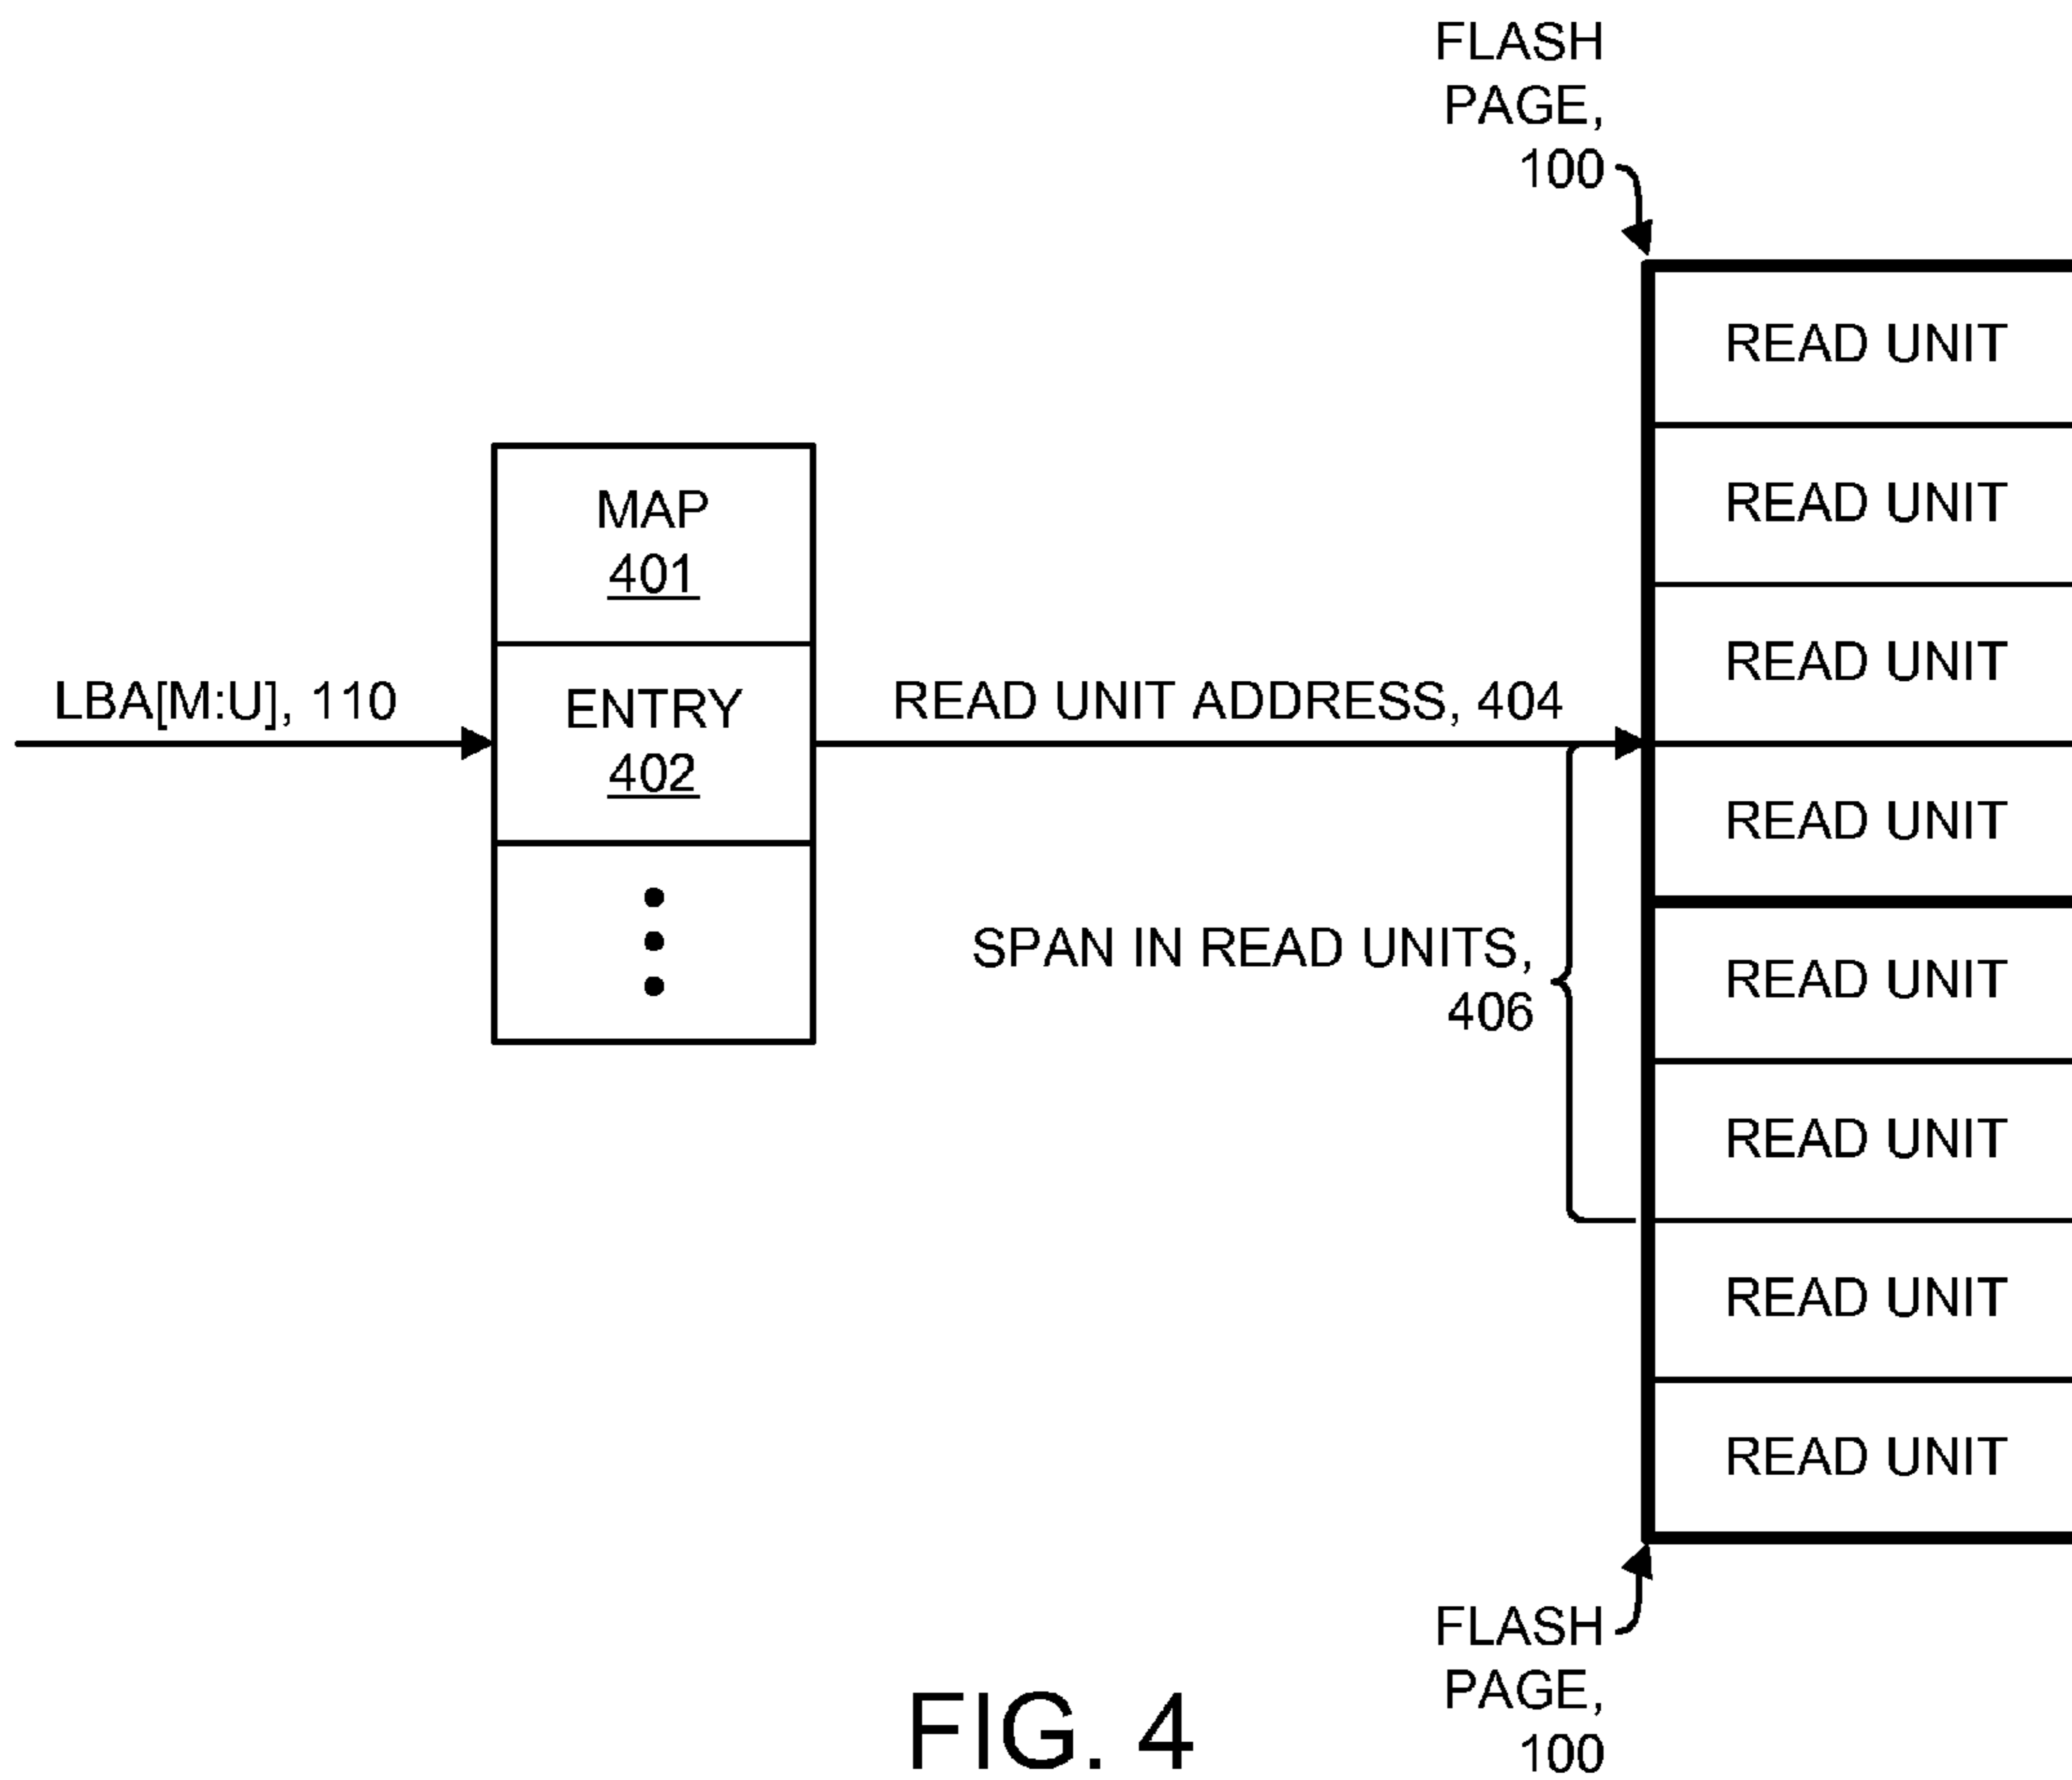 FLASH
PAGE,
100
READ UNIT
READ UNIT
MAP
401
READ UNIT
LBA[M:U], 110
ENTRY
402
READ UNIT ADDRESS, 404
READ UNIT
SPAN IN READ UNITS,
406
READ UNIT
READ UNIT
READ UNIT
READ UNIT
FLASH
PAGE,
100
FIG. 4